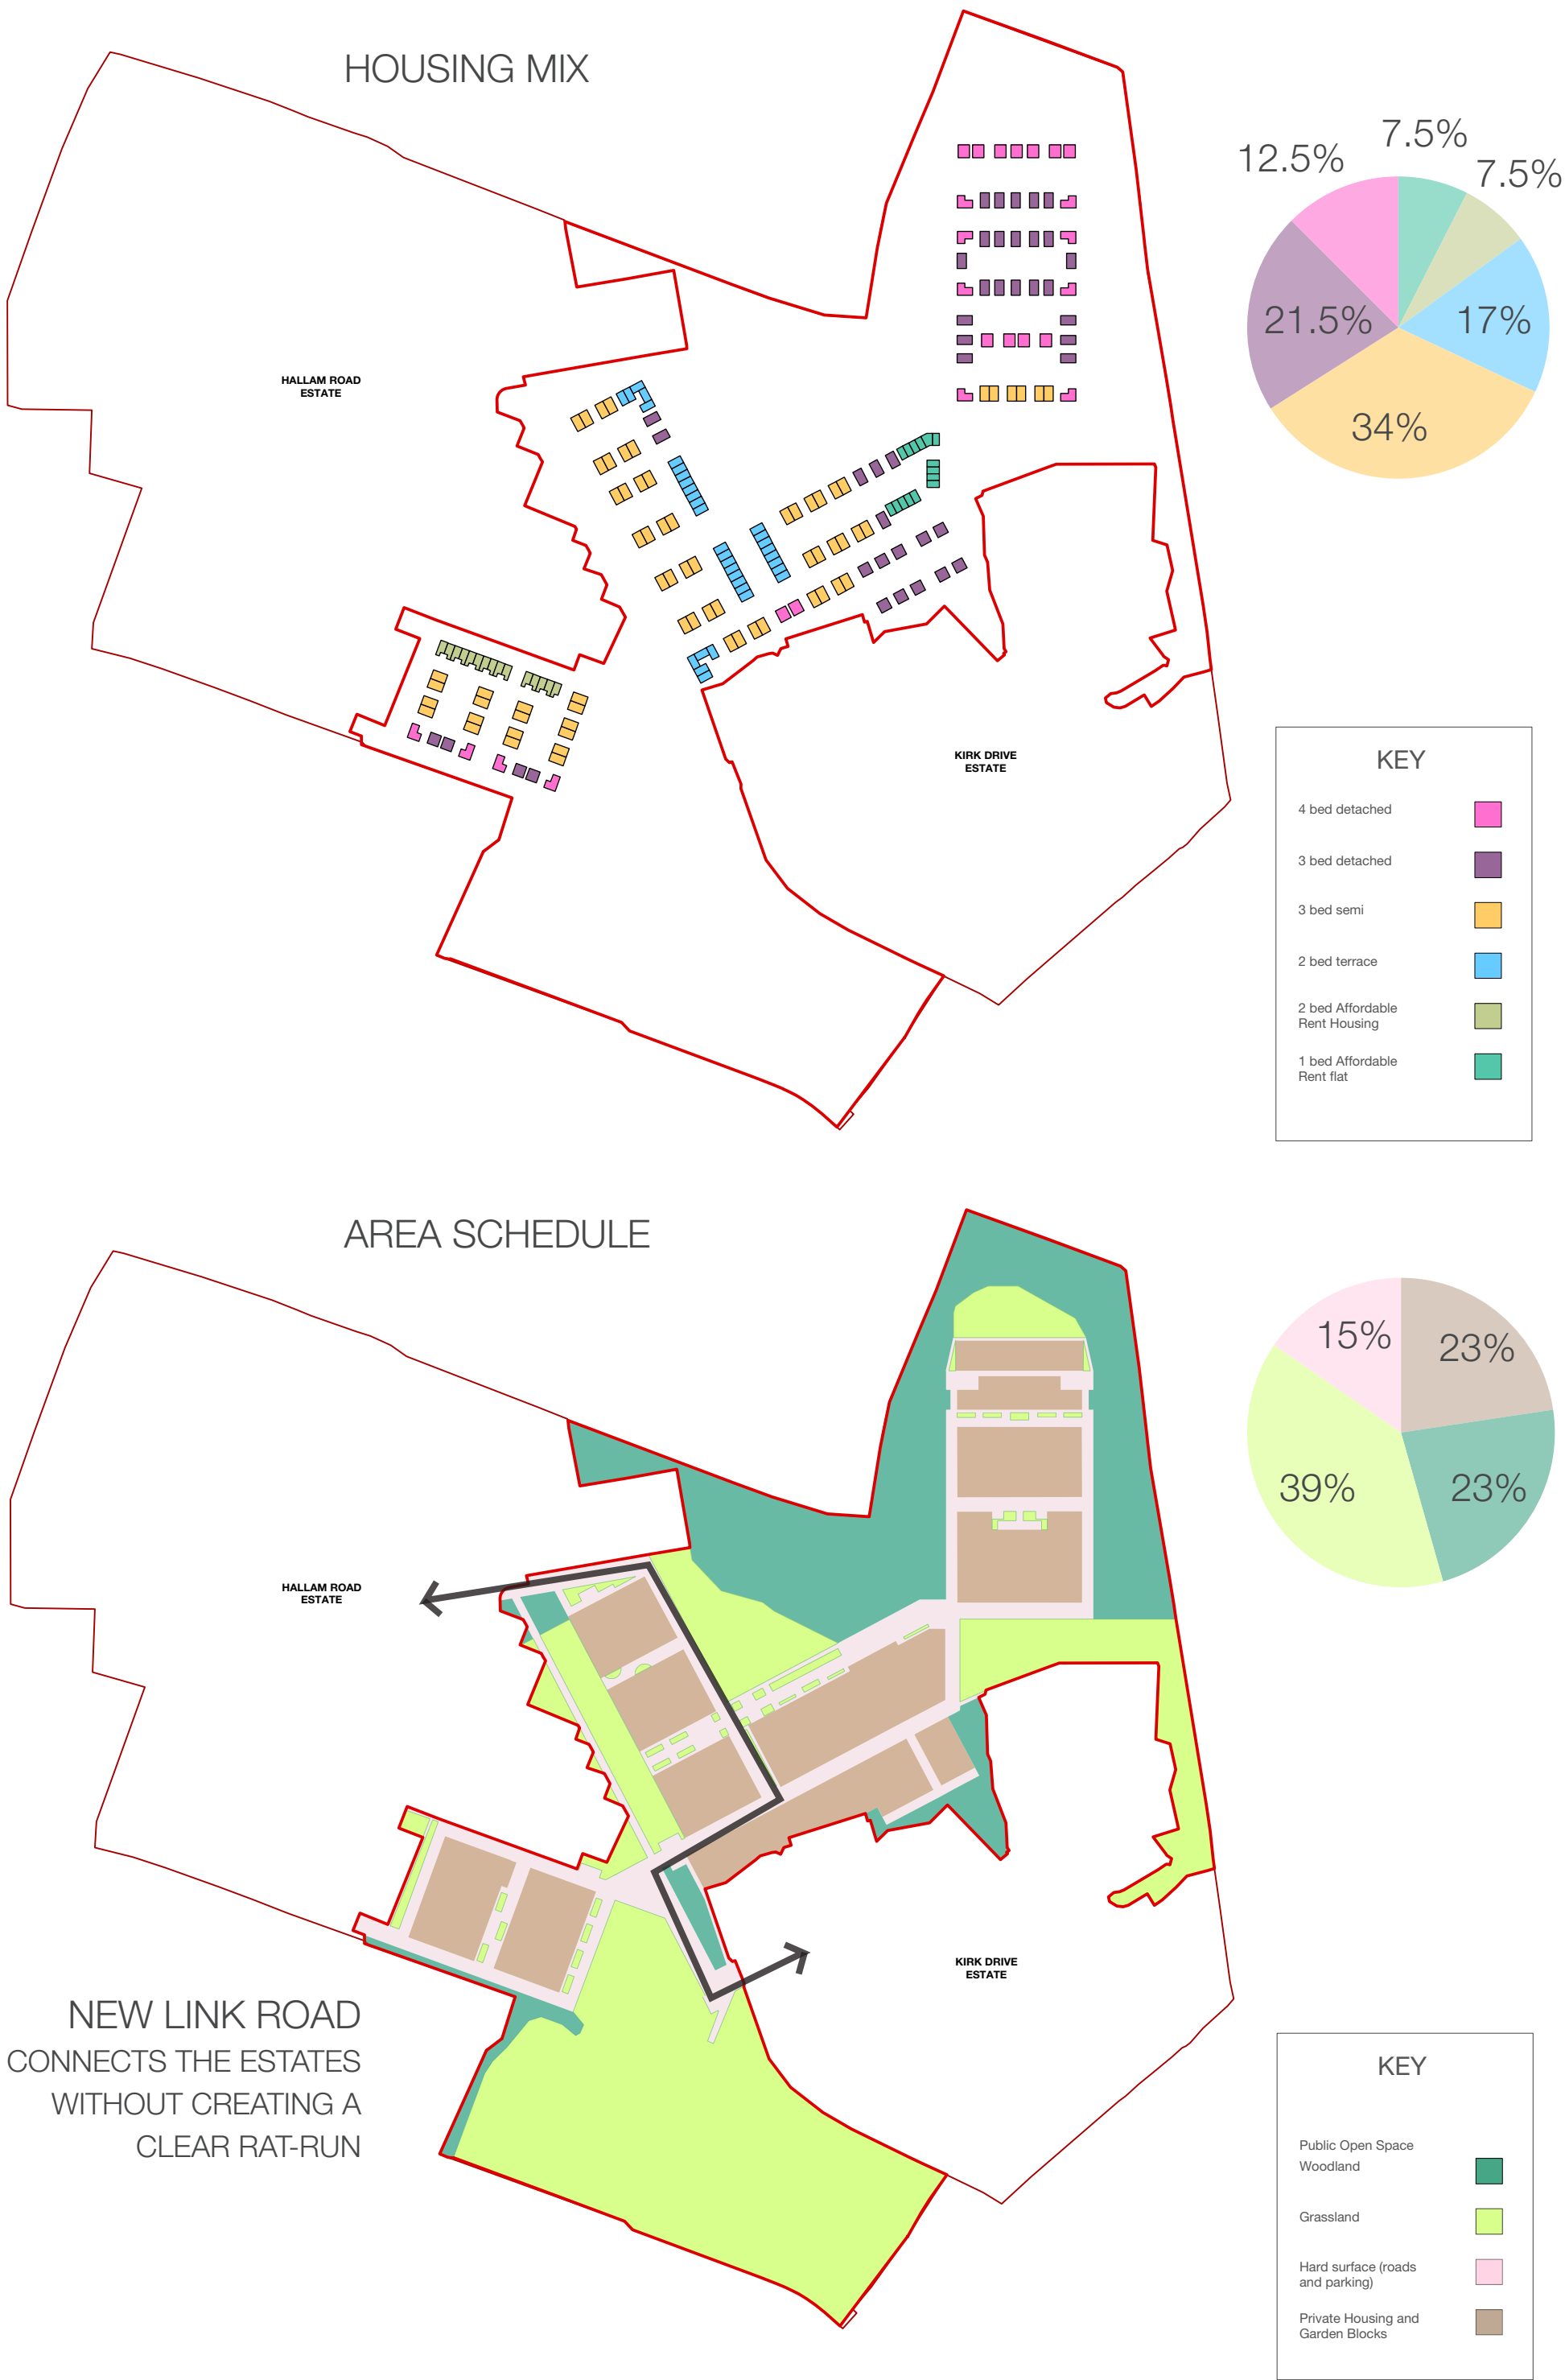 HOUSING MIX
7.5%
12.5%
7.5%
21.5%
17%
34%
HALLAM ROAD
ESTATE
KIRK DRIVE
ESTATE
KEY
4 bed detached
3 bed detached
3 bed semi
2 bed terrace
2 bed Affordable
Rent Housing
1 bed Affordable
Rent flat
AREA SCHEDULE
15%
23%
39%
23%
HALLAM ROAD
ESTATE
KIRK DRIVE
ESTATE
NEW LINK ROAD
CONNECTS THE ESTATES
WITHOUT CREATING A
CLEAR RAT-RUN
KEY
Public Open Space
Woodland
Grassland
Hard surface (roads
and parking)
Private Housing and
Garden Blocks